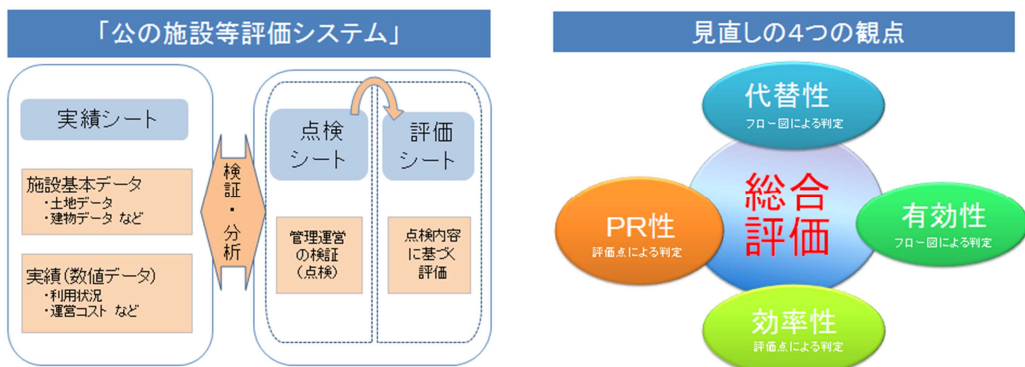 「公の施設等評価システム」
実績シート
施設基本データ
・土地データ
・建物データ など
実績(数値データ)
・利用状況
・運営コスト など
検証・分析
点検
シート
管理運営
の検証
(点検)
評価
シート
点検内容
に基づく
評価
見直しの4つの観点
代替性
フロー図による判定
総合
評価
PR性
評価点による判定
有効性
フロー図による判定
効率性
評価点による判定